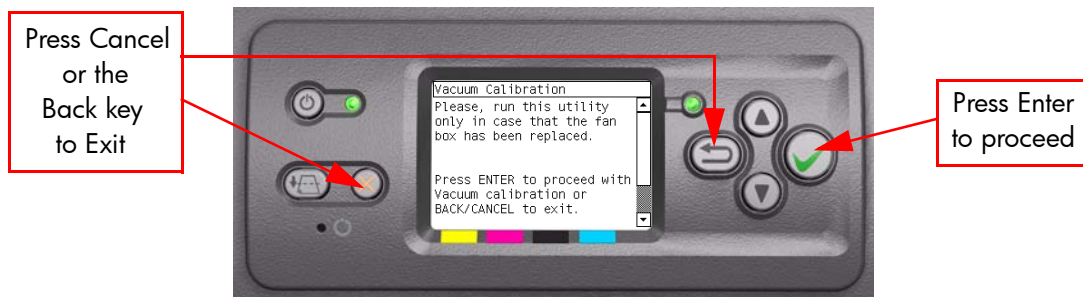 Press Cancel
or the
Back key
to Exit
Vacuum Calibration
Please, run this utility
only in case that the fan
box has been replaced.
Press ENTER to proceed with
Vacuum calibration or
BACK/CANCEL to exit.
Press Enter
to proceed